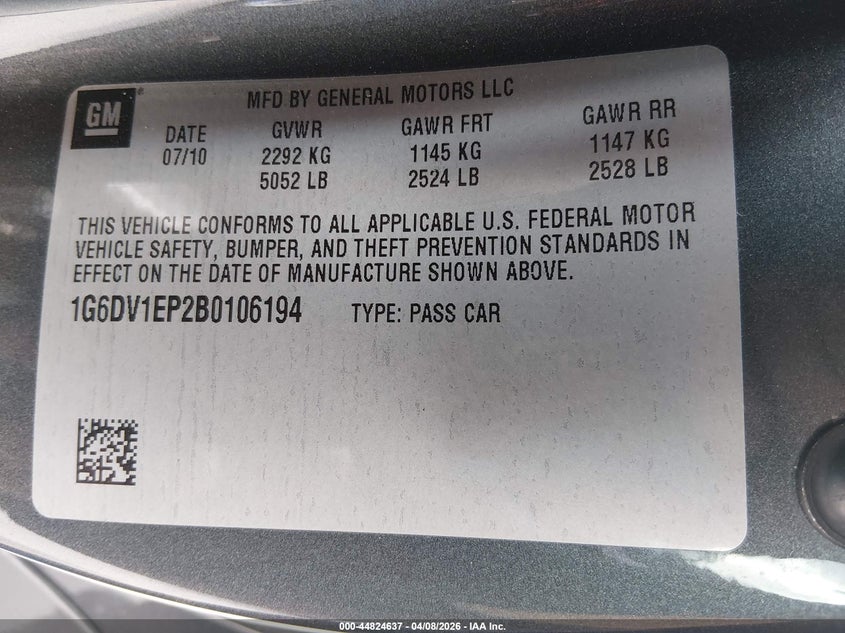 GM
MFD BY GENERAL MOTORS LLC
DATE GVWR GAWR FRT GAWR RR
07/10 2292 KG 1145 KG 1147 KG
5052 LB 2524 LB 2528 LB
THIS VEHICLE CONFORMS TO ALL APPLICABLE U.S. FEDERAL MOTOR
VEHICLE SAFETY, BUMPER, AND THEFT PREVENTION STANDARDS IN
EFFECT ON THE DATE OF MANUFACTURE SHOWN ABOVE.
1G6DV1EP2B0106194 TYPE: PASS CAR
000-44824637 - 04/08/2026 - IAA Inc.